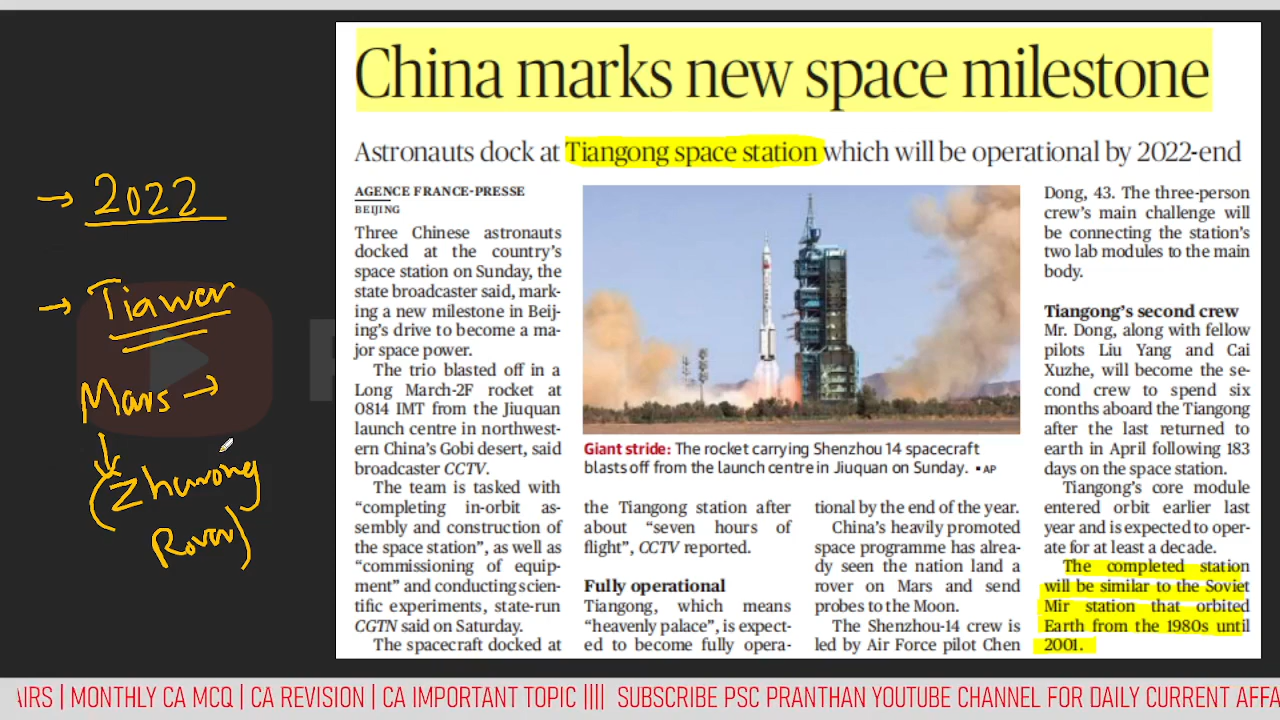 China marks new space milestone
Astronauts dock at Tiangong space station which will be operational by 2022-end
→ 2022
→ Tiawen
Mars →
(Zhurong
Rover)
AGENCE FRANCE-PRESSE
BEIJING
Three Chinese astronauts
docked at the country's
space station on Sunday, the
state broadcaster said, mark-
ing a new milestone in Beij-
ing's drive to become a ma-
jor space power.
The trio blasted off in a
Long March-2F rocket at
0814 IMT from the Jiuquan
launch centre in northwest-
ern China's Gobi desert, said
broadcaster CCTV.
The team is tasked with
“completing in-orbit as-
sembly and construction of
the space station”, as well as
“commissioning of equip-
ment” and conducting scien-
tific experiments, state-run
CGTN said on Saturday.
The spacecraft docked at
Giant stride: The rocket carrying Shenzhou 14 spacecraft
blasts off from the launch centre in Jiuquan on Sunday. ▪ AP
the Tiangong station after
about “seven hours of
flight”, CCTV reported.
Fully operational
Tiangong, which means
“heavenly palace”, is expect-
ed to become fully opera-
tional by the end of the year.
China's heavily promoted
space programme has alrea-
dy seen the nation land a
rover on Mars and send
probes to the Moon.
The Shenzhou-14 crew is
led by Air Force pilot Chen
Dong, 43. The three-person
crew's main challenge will
be connecting the station's
two lab modules to the main
body.
Tiangong's second crew
Mr. Dong, along with fellow
pilots Liu Yang and Cai
Xuzhe, will become the se-
cond crew to spend six
months aboard the Tiangong
after the last returned to
earth in April following 183
days on the space station.
Tiangong's core module
entered orbit earlier last
year and is expected to oper-
ate for at least a decade.
The completed station
will be similar to the Soviet
Mir station that orbited
Earth from the 1980s until
2001.
AIRS | MONTHLY CA MCQ | CA REVISION | CA IMPORTANT TOPIC |||| SUBSCRIBE PSC PRANTHAN YOUTUBE CHANNEL FOR DAILY CURRENT AFFA